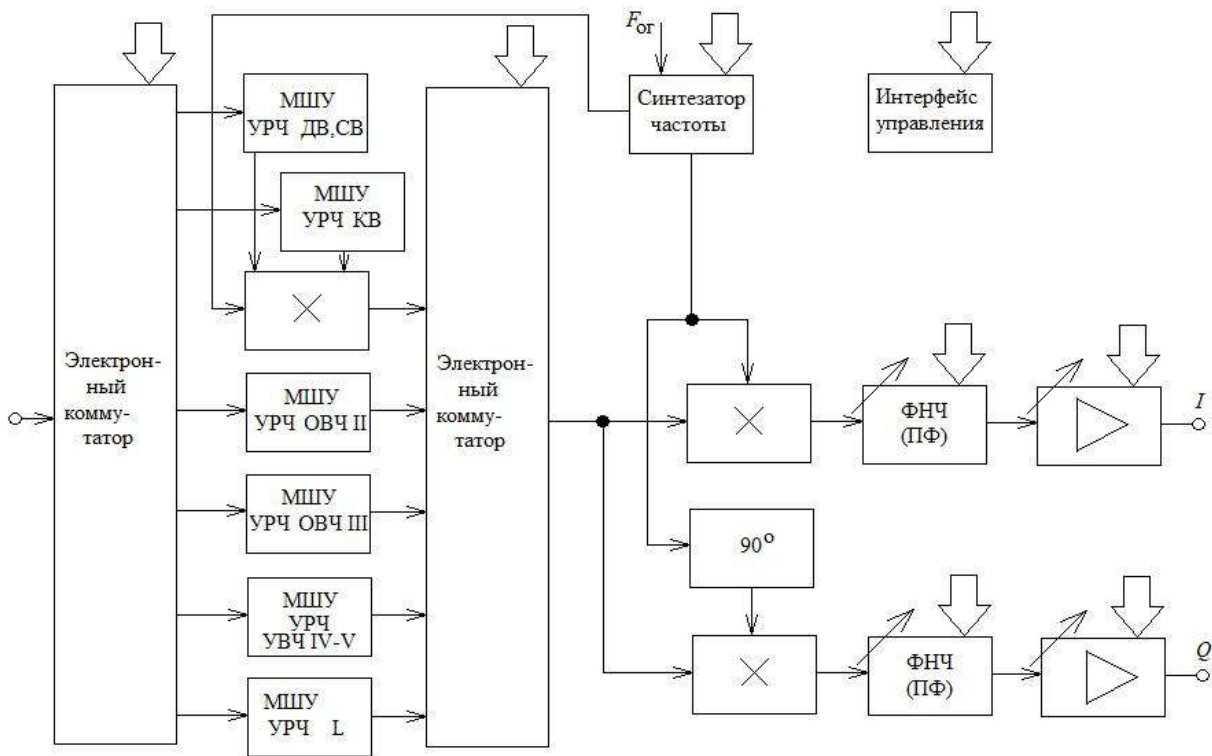 F ог
Синтезатор
частоты
Интерфейс
управления
МШУ
УРЧ ДВ,СВ
МШУ
УРЧ КВ
Электрон-
ный
комму-
татор
МШУ
УРЧ ОВЧ II
МШУ
УРЧ ОВЧ III
МШУ
УРЧ
УВЧ IV-V
МШУ
УРЧ L
Электрон-
ный
комму-
татор
ФНЧ
(ПФ)
I
90°
ФНЧ
(ПФ)
Q